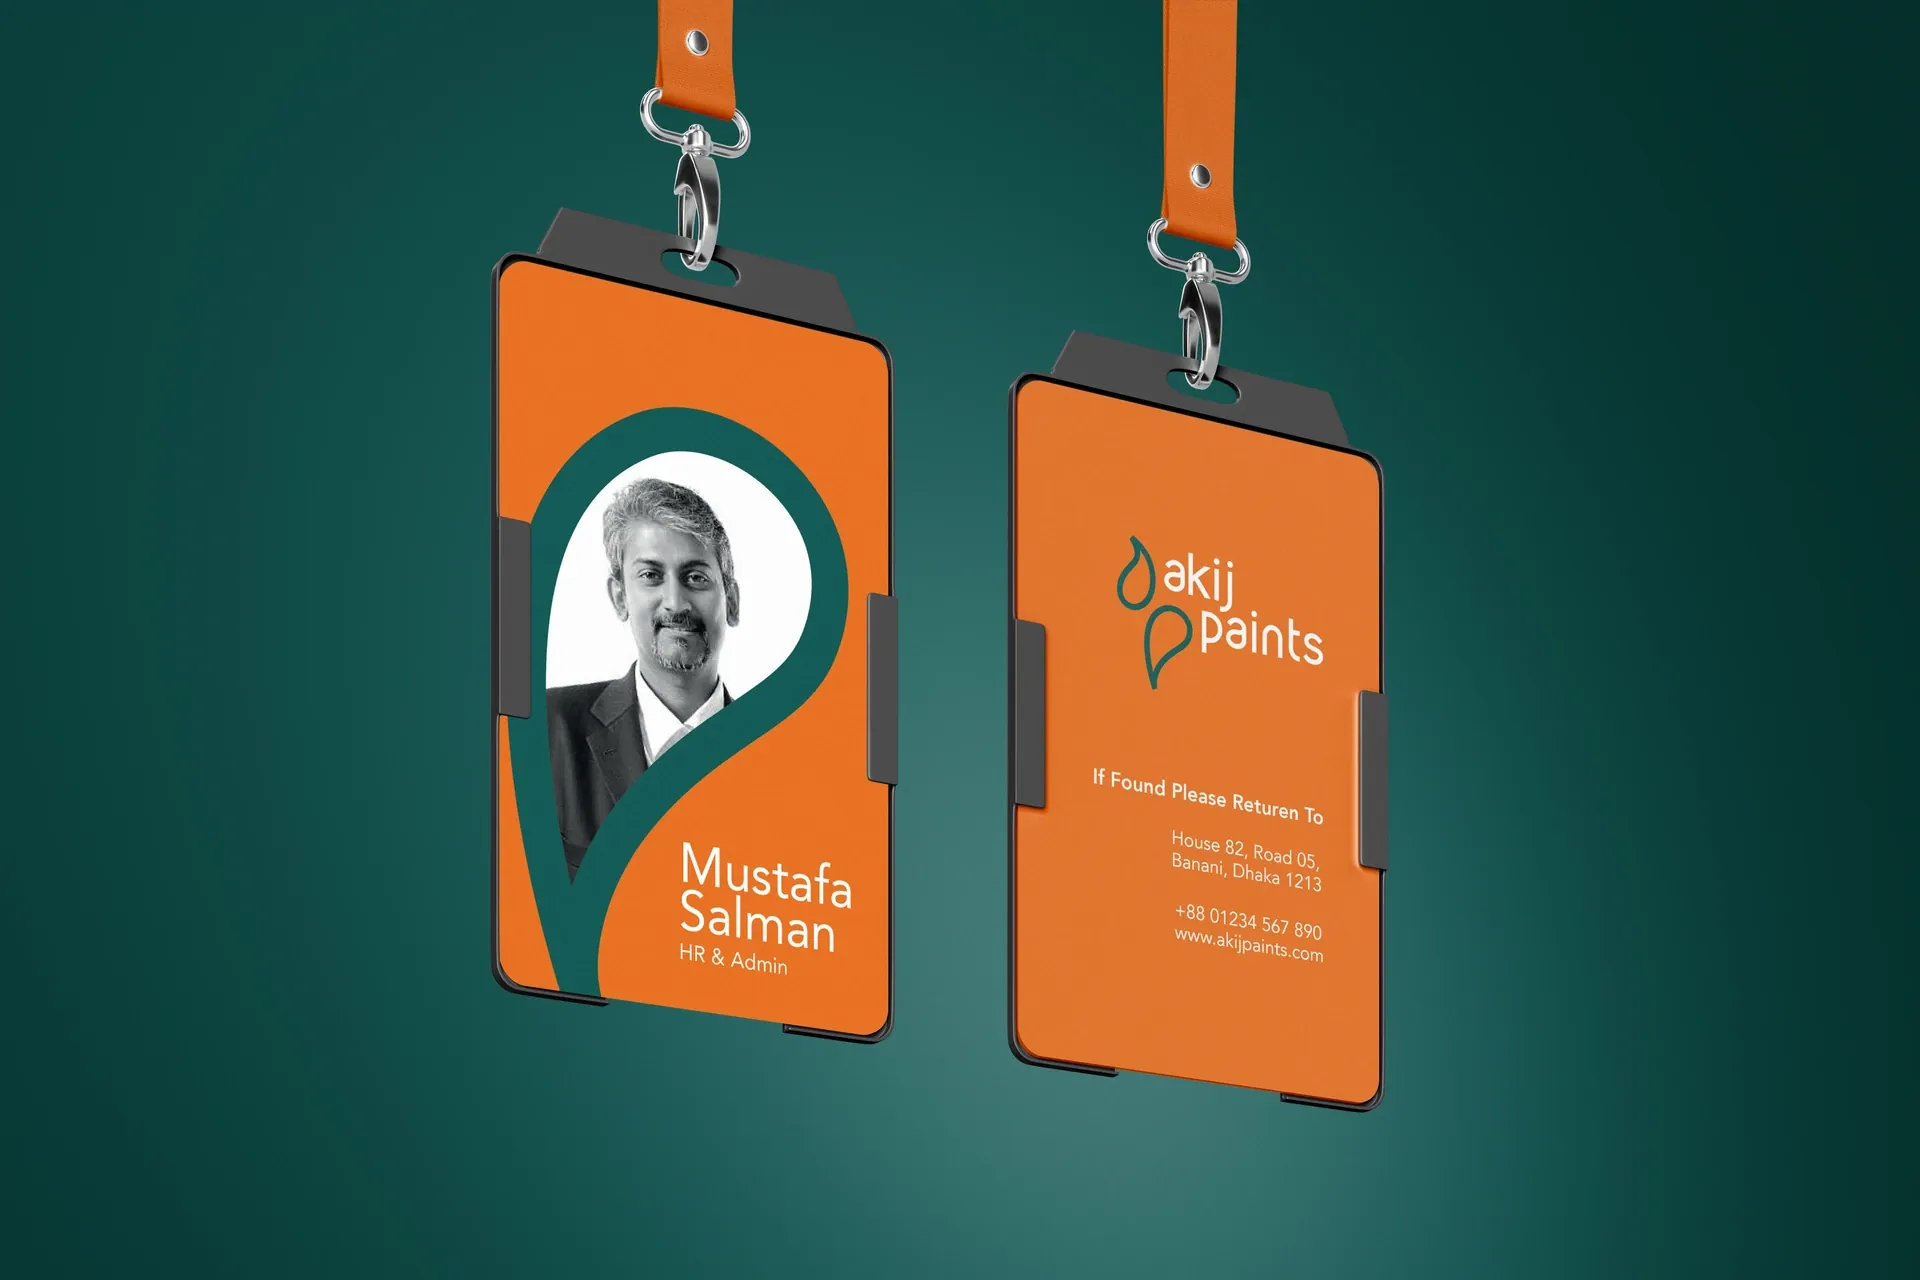 Mustafa
Salman
HR & Admin
akij
paints
If Found Please Returen To
House 82, Road 05,
Banani, Dhaka 1213
+88 01234 567 890
www.akijpaints.com